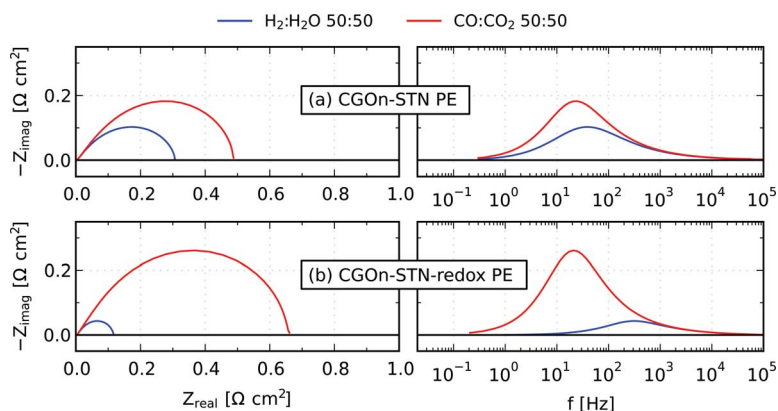 H₂:H₂O 50:50 CO:CO₂ 50:50
−Z_imag [Ω cm²]
0.2
0.0
(a) CGOn-STN PE
0.0 0.2 0.4 0.6 0.8 1.0
10⁻¹ 10⁰ 10¹ 10² 10³ 10⁴ 10⁵
−Z_imag [Ω cm²]
0.2
0.0
(b) CGOn-STN-redox PE
0.0 0.2 0.4 0.6 0.8 1.0
10⁻¹ 10⁰ 10¹ 10² 10³ 10⁴ 10⁵
Z_real [Ω cm²] f [Hz]